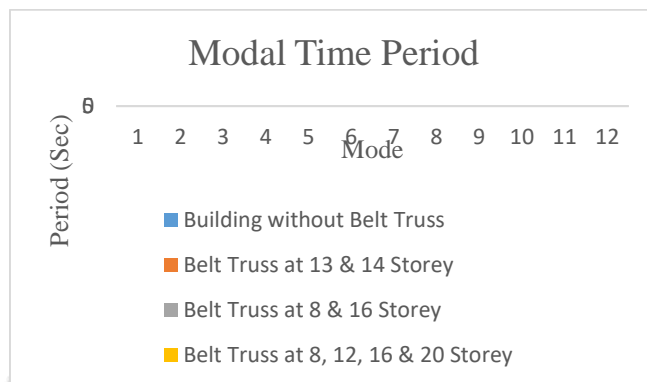 Modal Time Period
Period (Sec)
1 2 3 4 5 6 7 8 9 10 11 12
Mode
Building without Belt Truss
Belt Truss at 13 & 14 Storey
Belt Truss at 8 & 16 Storey
Belt Truss at 8, 12, 16 & 20 Storey